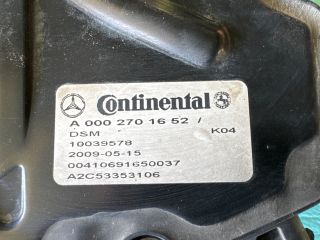 Continental
A 000 270 16 52 /
DSM K04
10039578
2009-05-15
00410691650037
A2C53353106